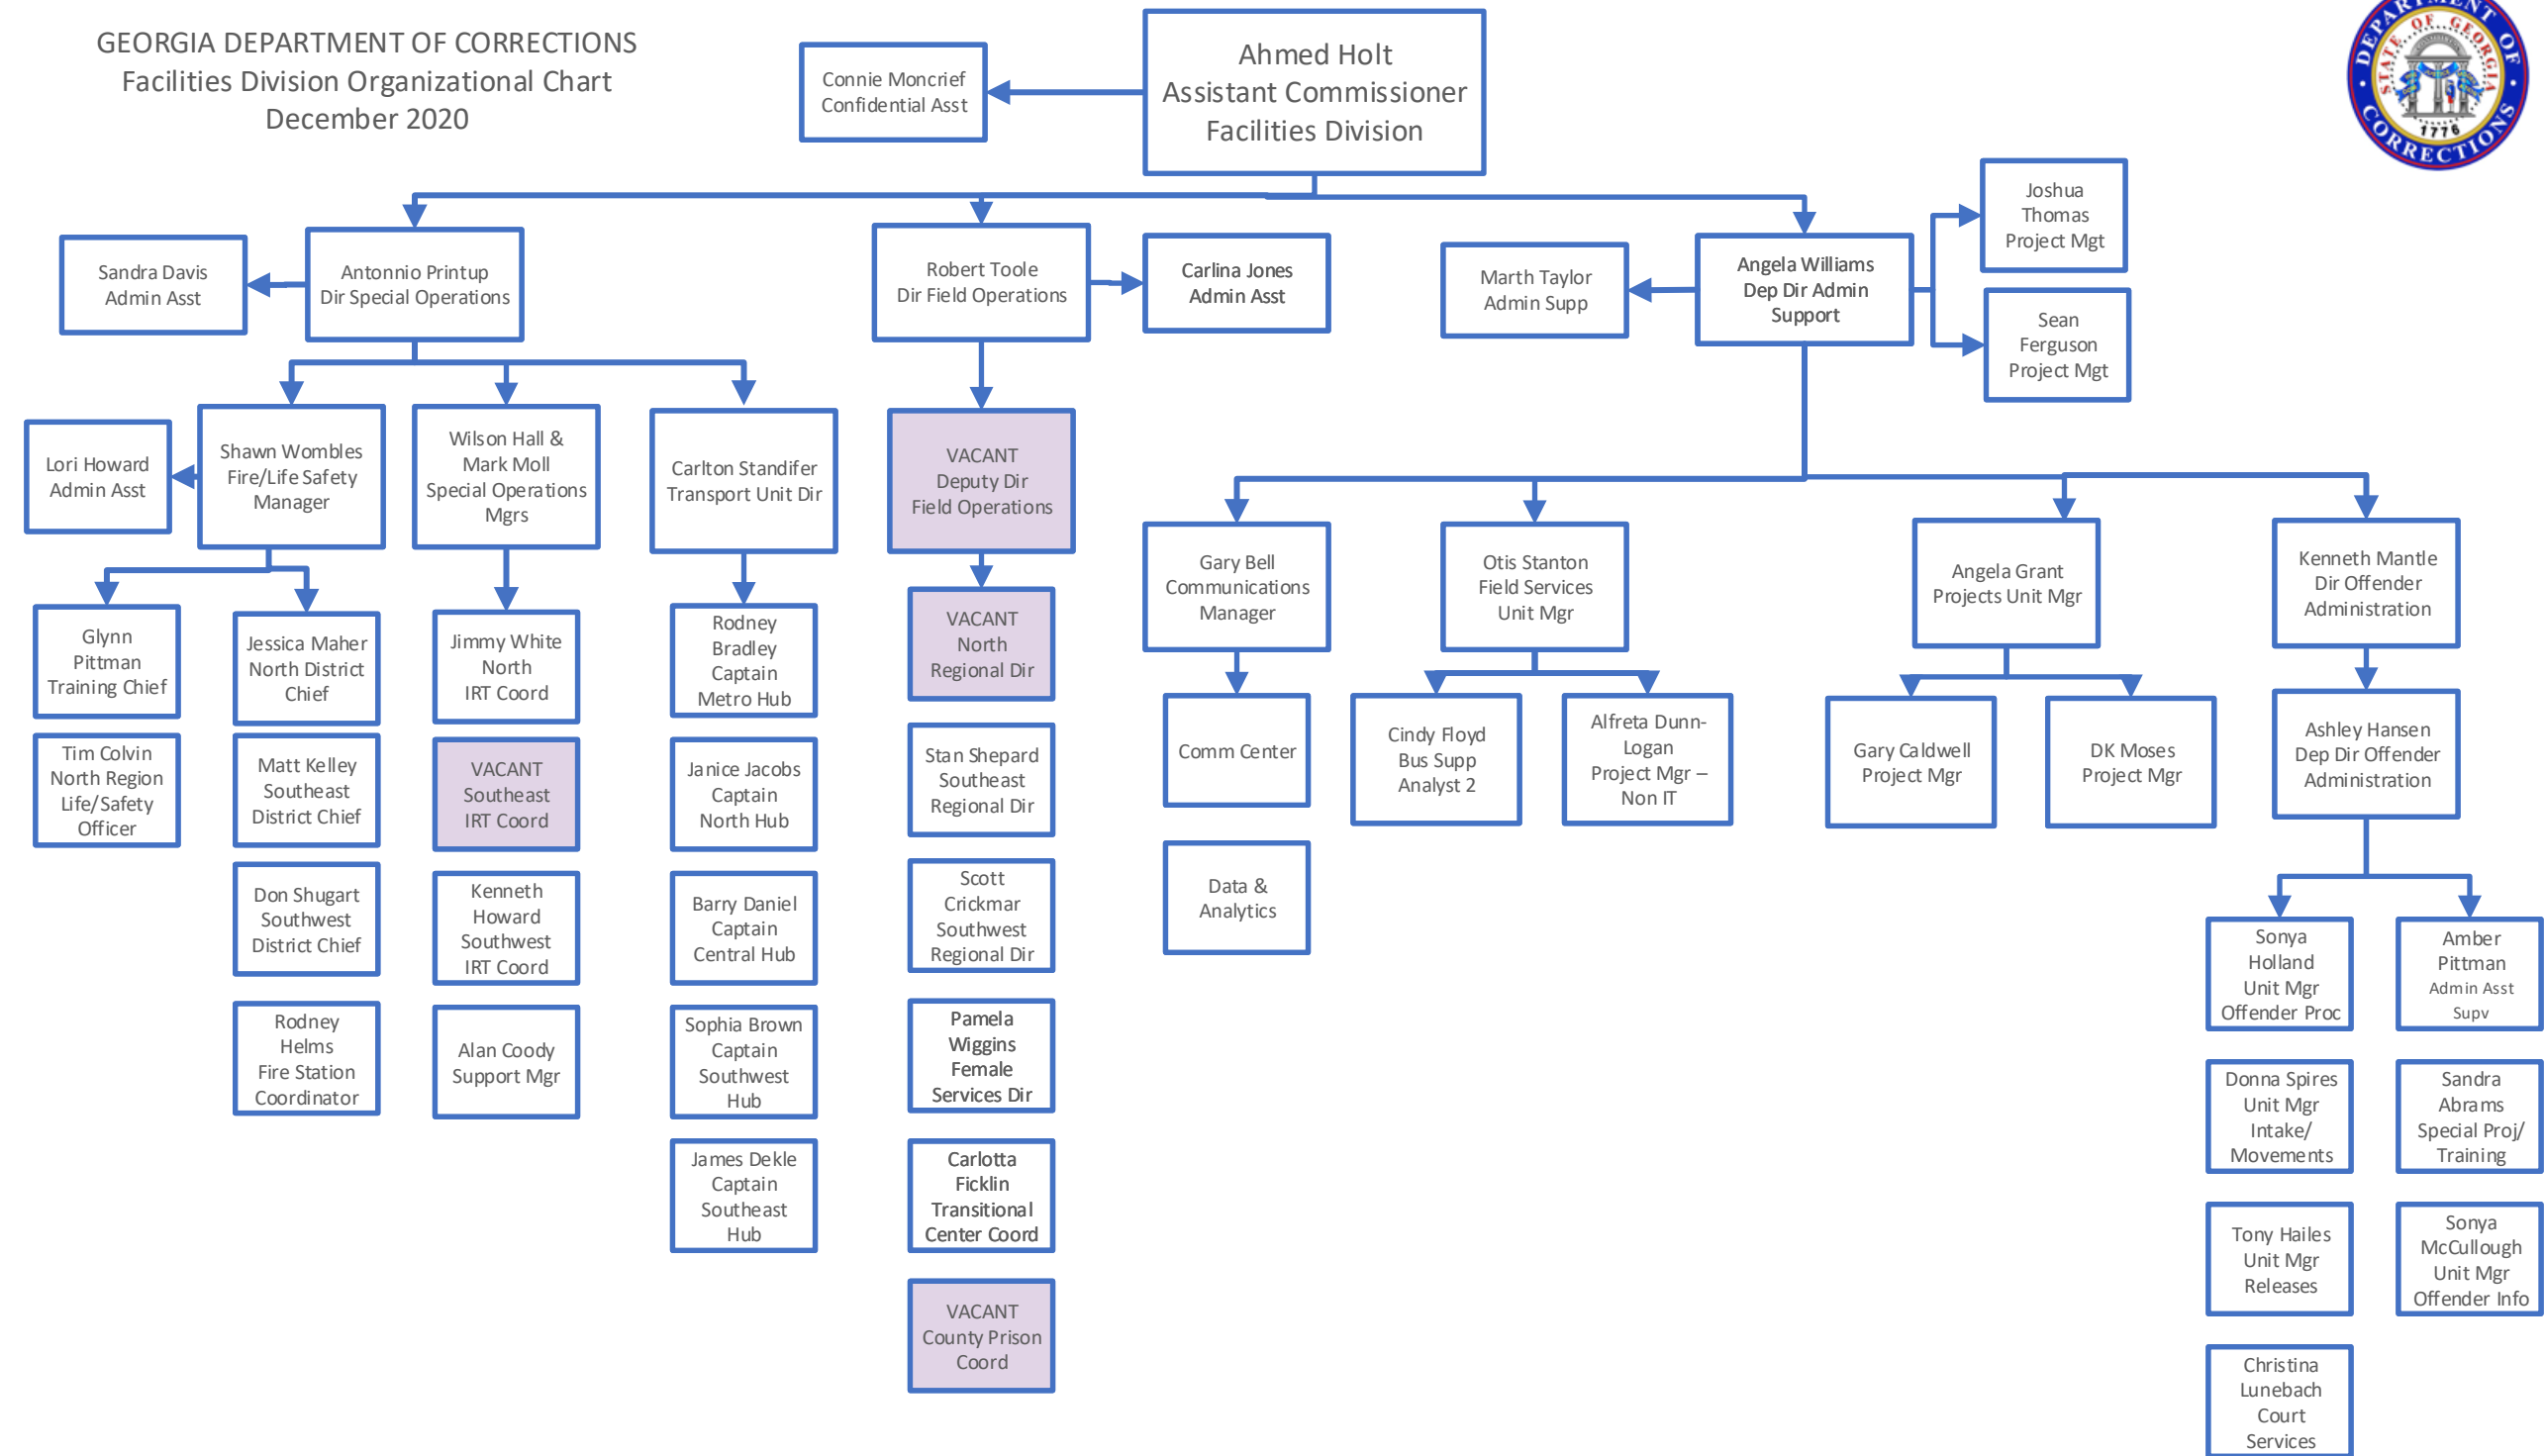 GEORGIA DEPARTMENT OF CORRECTIONS
Facilities Division Organizational Chart
December 2020
Connie Moncrief
Confidential Asst
Ahmed Holt
Assistant Commissioner
Facilities Division
DEPARTMENT OF
CORRECTIONS
STATE OF GEORGIA
1776
Sandra Davis
Admin Asst
Antonnio Printup
Dir Special Operations
Robert Toole
Dir Field Operations
Carlina Jones
Admin Asst
Marth Taylor
Admin Supp
Angela Williams
Dep Dir Admin
Support
Joshua
Thomas
Project Mgt
Sean
Ferguson
Project Mgt
Lori Howard
Admin Asst
Shawn Wombles
Fire/Life Safety
Manager
Wilson Hall &
Mark Moll
Special Operations
Mgrs
Carlton Standifer
Transport Unit Dir
VACANT
Deputy Dir
Field Operations
Gary Bell
Communications
Manager
Otis Stanton
Field Services
Unit Mgr
Angela Grant
Projects Unit Mgr
Kenneth Mantle
Dir Offender
Administration
Glynn
Pittman
Training Chief
Tim Colvin
North Region
Life/Safety
Officer
Jessica Maher
North District
Chief
Matt Kelley
Southeast
District Chief
Don Shugart
Southwest
District Chief
Rodney
Helms
Fire Station
Coordinator
Jimmy White
North
IRT Coord
VACANT
Southeast
IRT Coord
Kenneth
Howard
Southwest
IRT Coord
Alan Coody
Support Mgr
Rodney
Bradley
Captain
Metro Hub
Janice Jacobs
Captain
North Hub
Barry Daniel
Captain
Central Hub
Sophia Brown
Captain
Southwest
Hub
James Dekle
Captain
Southeast
Hub
VACANT
North
Regional Dir
Stan Shepard
Southeast
Regional Dir
Scott
Crickmar
Southwest
Regional Dir
Pamela
Wiggins
Female
Services Dir
Carlotta
Ficklin
Transitional
Center Coord
VACANT
County Prison
Coord
Comm Center
Data &
Analytics
Cindy Floyd
Bus Supp
Analyst 2
Alfreta Dunn-
Logan
Project Mgr –
Non IT
Gary Caldwell
Project Mgr
DK Moses
Project Mgr
Ashley Hansen
Dep Dir Offender
Administration
Sonya
Holland
Unit Mgr
Offender Proc
Donna Spires
Unit Mgr
Intake/
Movements
Tony Hailes
Unit Mgr
Releases
Christina
Lunebach
Court
Services
Amber
Pittman
Admin Asst
Supv
Sandra
Abrams
Special Proj/
Training
Sonya
McCullough
Unit Mgr
Offender Info